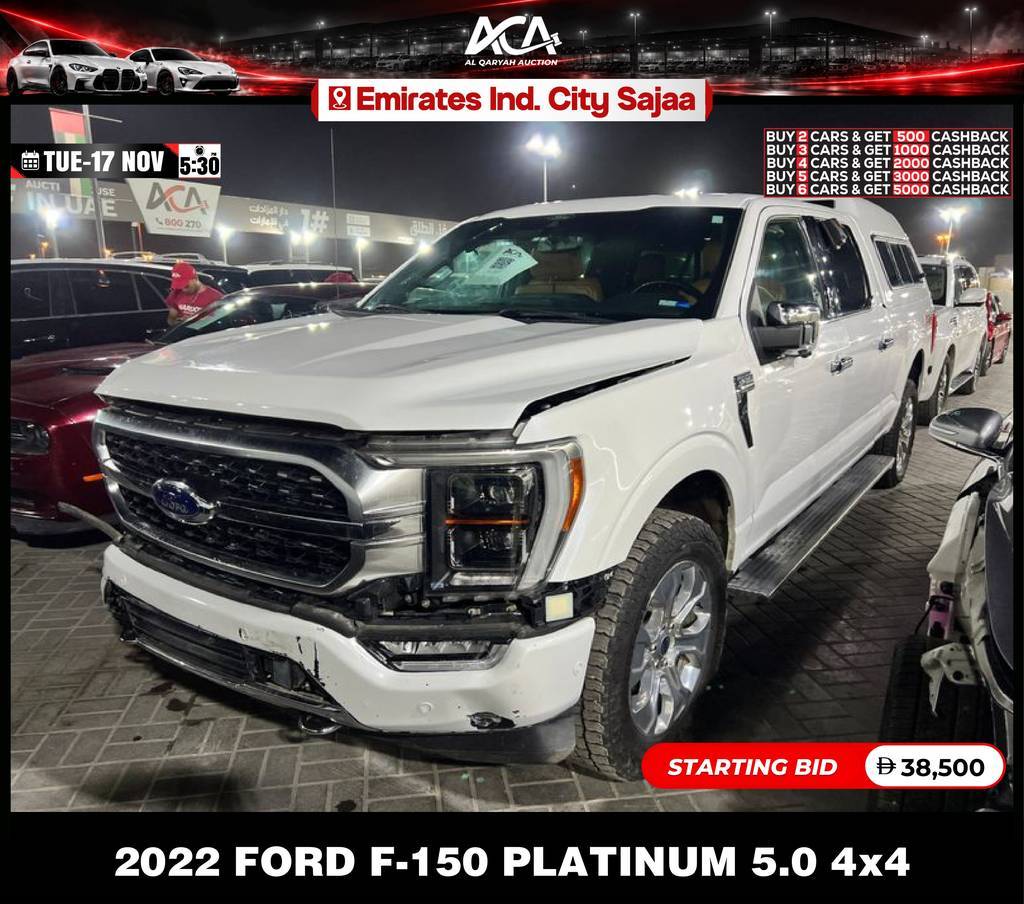 ACA
AL QARYAH AUCTION
Emirates Ind. City Sajaa
TUE-17 NOV 5:30
BUY 2 CARS & GET 500 CASHBACK
BUY 3 CARS & GET 1000 CASHBACK
BUY 4 CARS & GET 2000 CASHBACK
BUY 5 CARS & GET 3000 CASHBACK
BUY 6 CARS & GET 5000 CASHBACK
IN UAE
ACA
800 270
#1
STARTING BID 38,500
2022 FORD F-150 PLATINUM 5.0 4x4